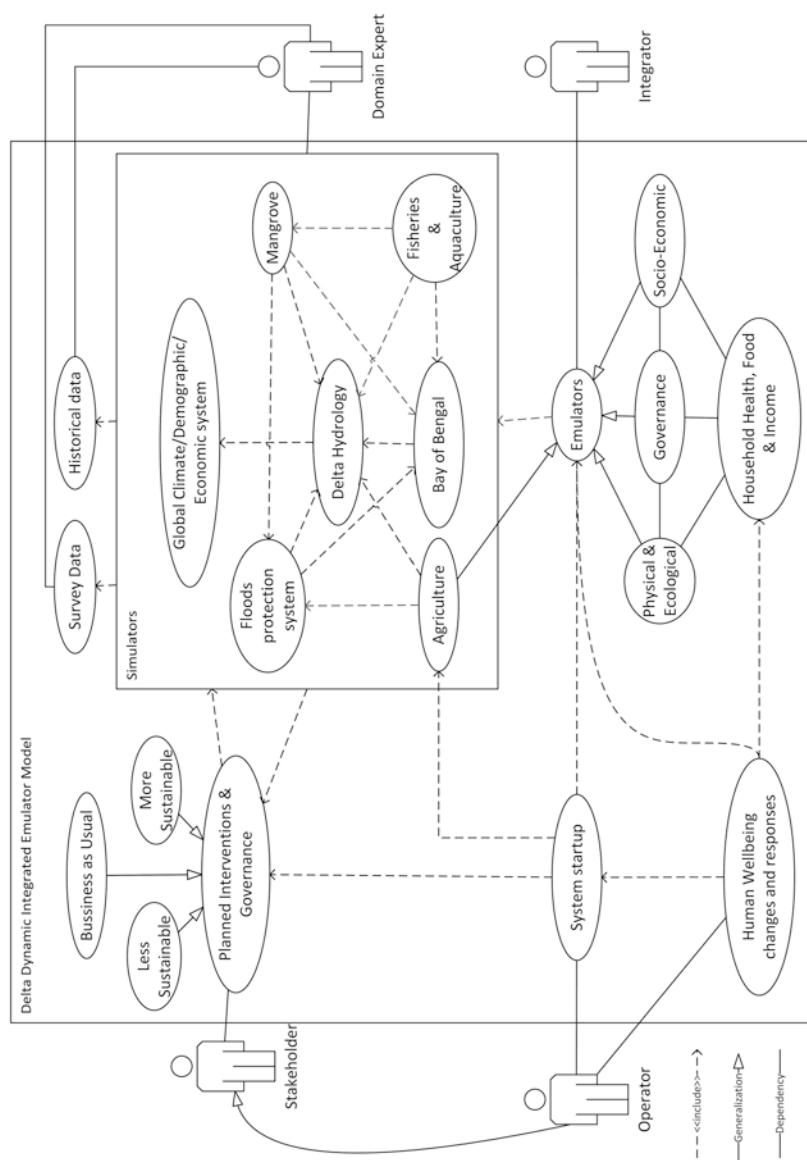 Delta Dynamic Integrated Emulator Model
Stakeholder
Operator
Domain Expert
Integrator
Less
Sustainable
Bussiness as Usual
More
Sustainable
Planned Interventions &
Governance
Survey Data
Historical data
Simulators
Global Climate/Demographic/
Economic system
Floods
protection
system
Mangrove
Delta Hydrology
Agriculture
Bay of Bengal
Fisheries
&
Aquaculture
System startup
Emulators
Physical &
Ecological
Governance
Socio-Economic
Human Wellbeing
changes and responses
Household Health, Food
& Income
<<include>>
Generalization
Dependency